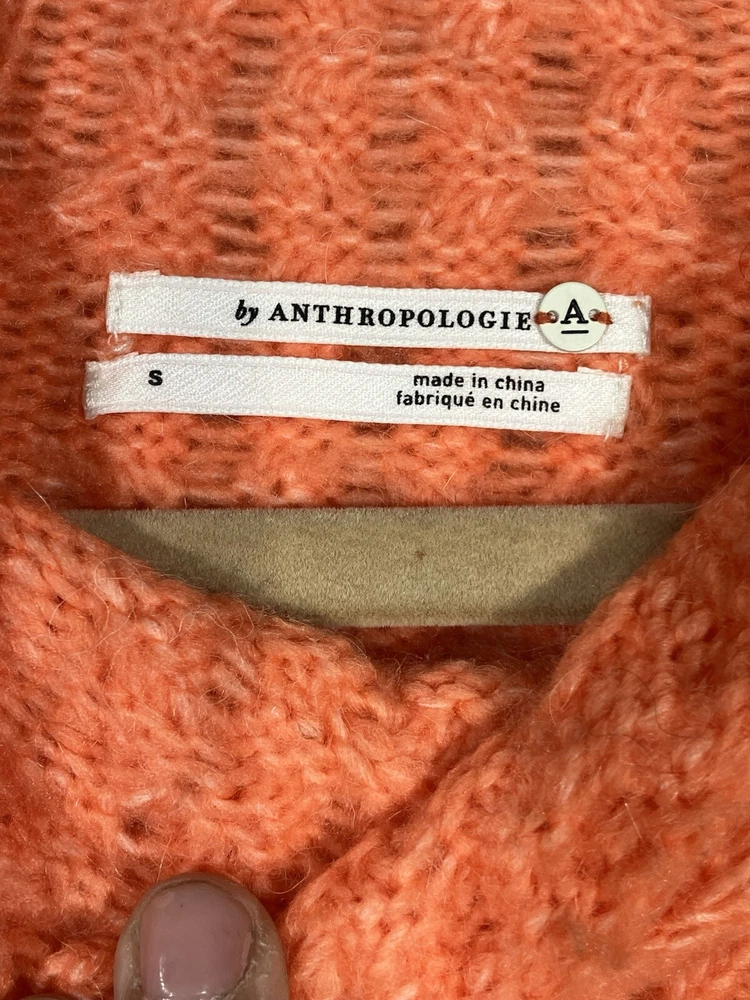 by ANTHROPOLOGIE A
S
made in china
fabriqué en chine